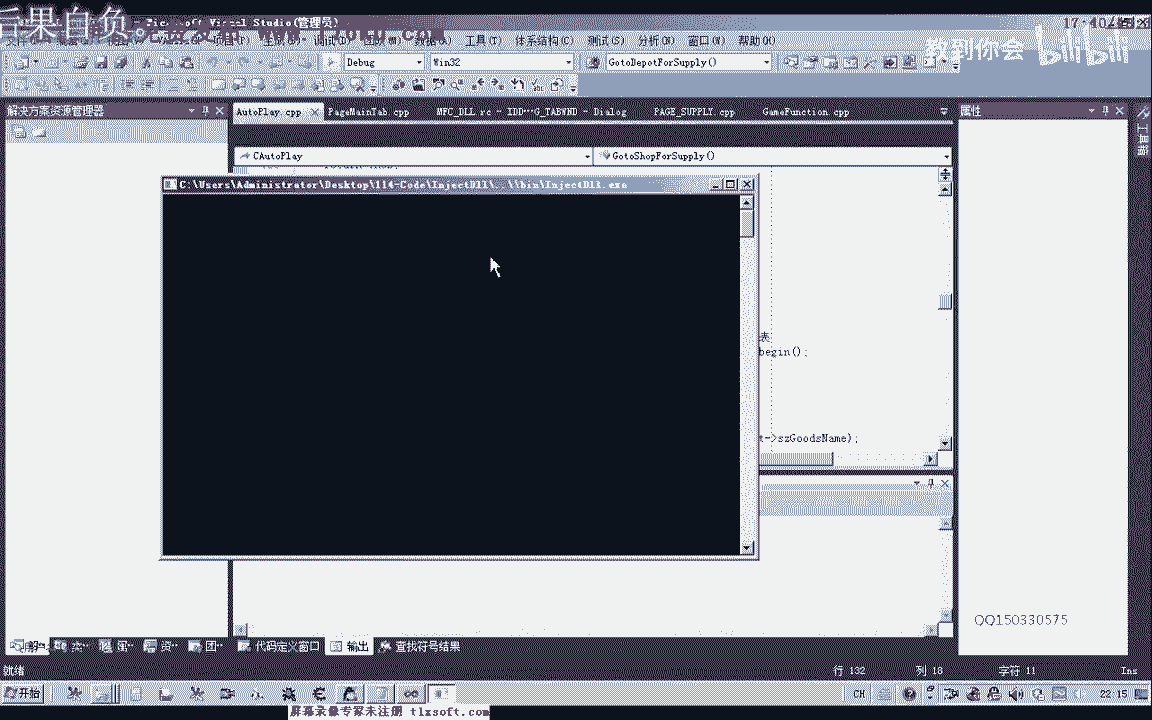 后果自负。
Visual Studio(管理员)
17:40
工具(T) 体系结构(C) 测试(S) 分析(N) 窗口(W) 帮助(H)
教到你会 bilibili
Debug Win32 GotoDepotForSupply()
解决方案资源管理器
AutoPlay.cpp PageMainTab.cpp MFC_DLL.rc - IDD···G_TABWND - Dialog PAGE_SUPPLY.cpp GameFunction.cpp
属性
工具箱
CAutoPlay GotoShopForSupply()
C:\Users\Administrator\Desktop\114-Code\InjectDll\..\\bin\InjectDll.exe
表
begin();
t->szGoodsName);
QQ150330575
解··· 类··· 属··· 资··· 团··· 代码定义窗口 输出 查找符号结果
就绪 行 132 列 18 字符 11 Ins
开始 CH 22:15
屏幕录像专家未注册 tlxsoft.com